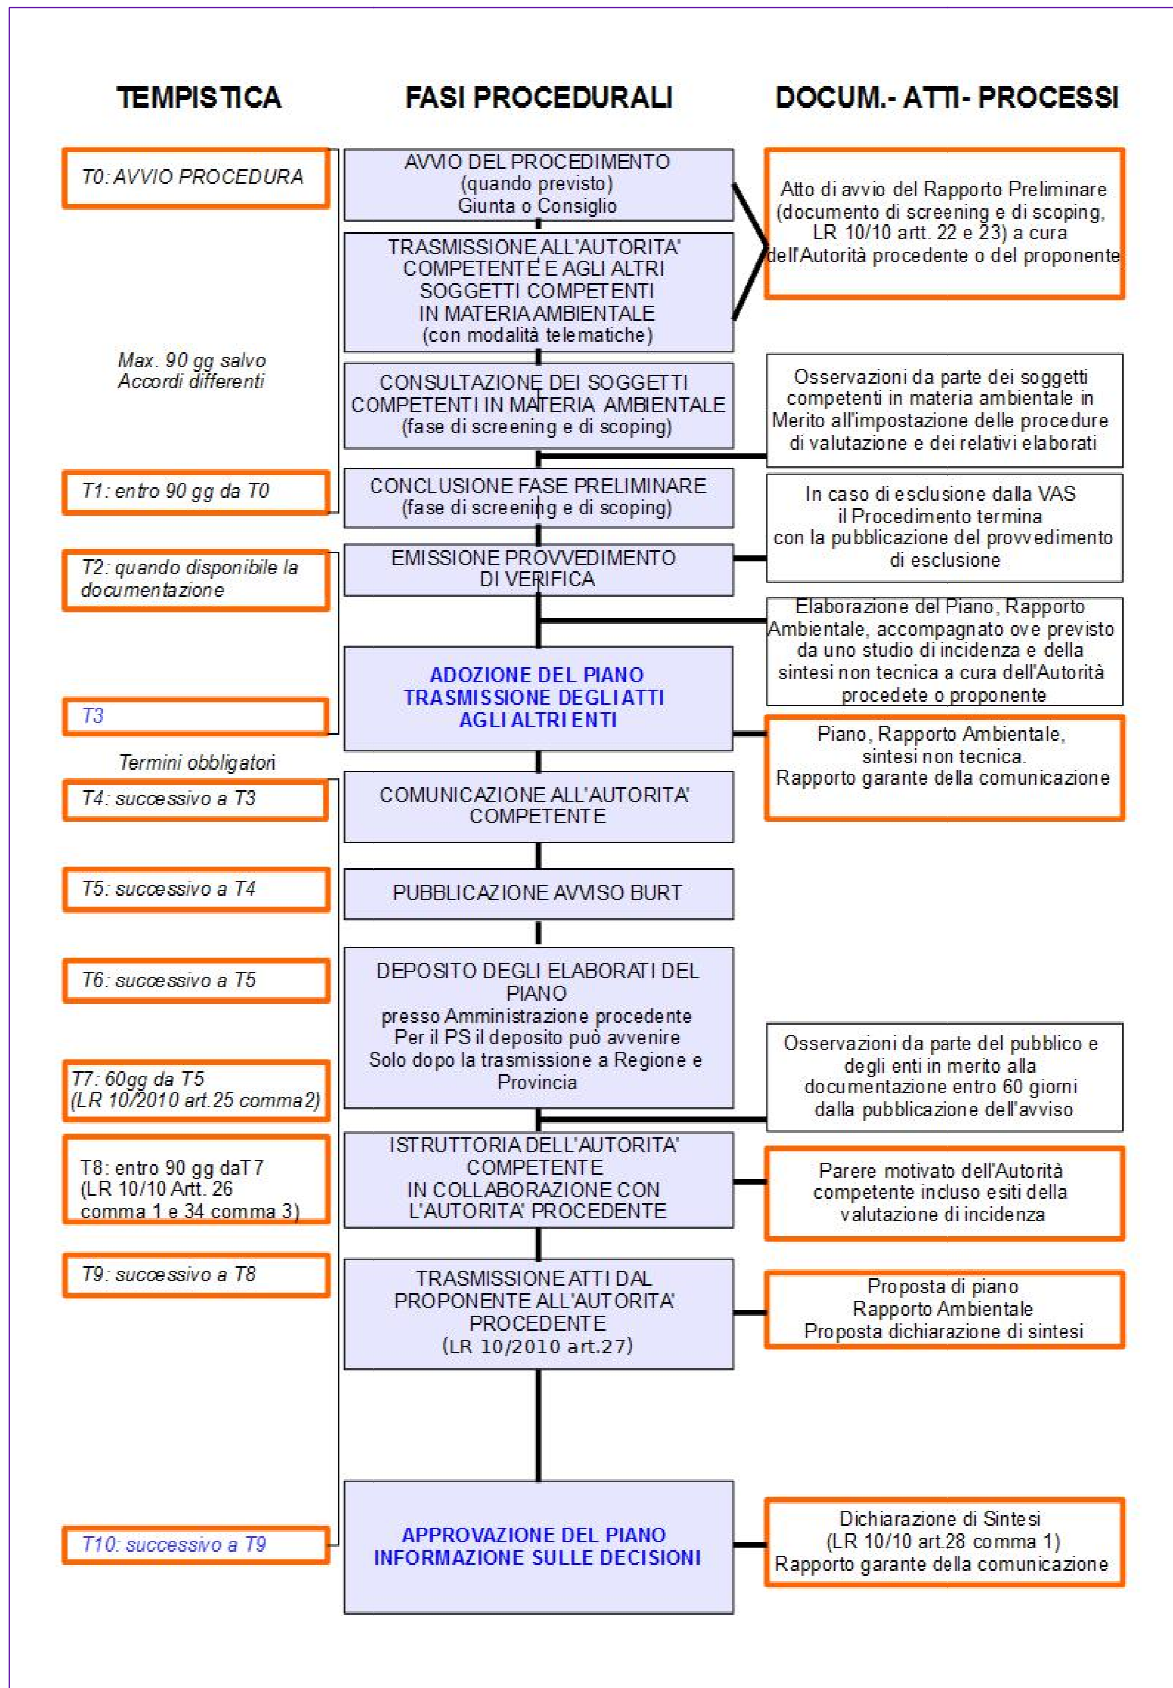 TEMPISTICA
FASI PROCEDURALI
DOCUM.- ATTI- PROCESSI
T0: AVVIO PROCEDURA
AVVIO DEL PROCEDIMENTO
(quando previsto)
Giunta o Consiglio
Atto di avvio del Rapporto Preliminare
(documento di screening e di scoping,
LR 10/10 artt. 22 e 23) a cura
dell'Autorità procedente o del proponente
TRASMISSIONE ALL'AUTORITA'
COMPETENTE E AGLI ALTRI
SOGGETTI COMPETENTI
IN MATERIA AMBIENTALE
(con modalità telematiche)
Max. 90 gg salvo
Accordi differenti
CONSULTAZIONE DEI SOGGETTI
COMPETENTI IN MATERIA AMBIENTALE
(fase di screening e di scoping)
Osservazioni da parte dei soggetti
competenti in materia ambientale in
Merito all'impostazione delle procedure
di valutazione e dei relativi elaborati
T1: entro 90 gg da T0
CONCLUSIONE FASE PRELIMINARE
(fase di screening e di scoping)
In caso di esclusione dalla VAS
il Procedimento termina
con la pubblicazione del provvedimento
di esclusione
T2: quando disponibile la
documentazione
EMISSIONE PROVVEDIMENTO
DI VERIFICA
Elaborazione del Piano, Rapporto
Ambientale, accompagnato ove previsto
da uno studio di incidenza e della
sintesi non tecnica a cura dell'Autorità
procedete o proponente
T3
ADOZIONE DEL PIANO
TRASMISSIONE DEGLI ATTI
AGLI ALTRI ENTI
Piano, Rapporto Ambientale,
sintesi non tecnica.
Rapporto garante della comunicazione
Termini obbligatori
T4: successivo a T3
COMUNICAZIONE ALL'AUTORITA'
COMPETENTE
T5: successivo a T4
PUBBLICAZIONE AVVISO BURT
T6: successivo a T5
DEPOSITO DEGLI ELABORATI DEL
PIANO
presso Amministrazione procedente
Per il PS il deposito può avvenire
Solo dopo la trasmissione a Regione e
Provincia
Osservazioni da parte del pubblico e
degli enti in merito alla
documentazione entro 60 giorni
dalla pubblicazione dell'avviso
T7: 60gg da T5
(LR 10/2010 art.25 comma2)
T8: entro 90 gg daT7
(LR 10/10 Artt. 26
comma 1 e 34 comma 3)
ISTRUTTORIA DELL'AUTORITA'
COMPETENTE
IN COLLABORAZIONE CON
L'AUTORITA' PROCEDENTE
Parere motivato dell'Autorità
competente incluso esiti della
valutazione di incidenza
T9: successivo a T8
TRASMISSIONE ATTI DAL
PROPONENTE ALL'AUTORITA'
PROCEDENTE
(LR 10/2010 art.27)
Proposta di piano
Rapporto Ambientale
Proposta dichiarazione di sintesi
T10: successivo a T9
APPROVAZIONE DEL PIANO
INFORMAZIONE SULLE DECISIONI
Dichiarazione di Sintesi
(LR 10/10 art.28 comma 1)
Rapporto garante della comunicazione